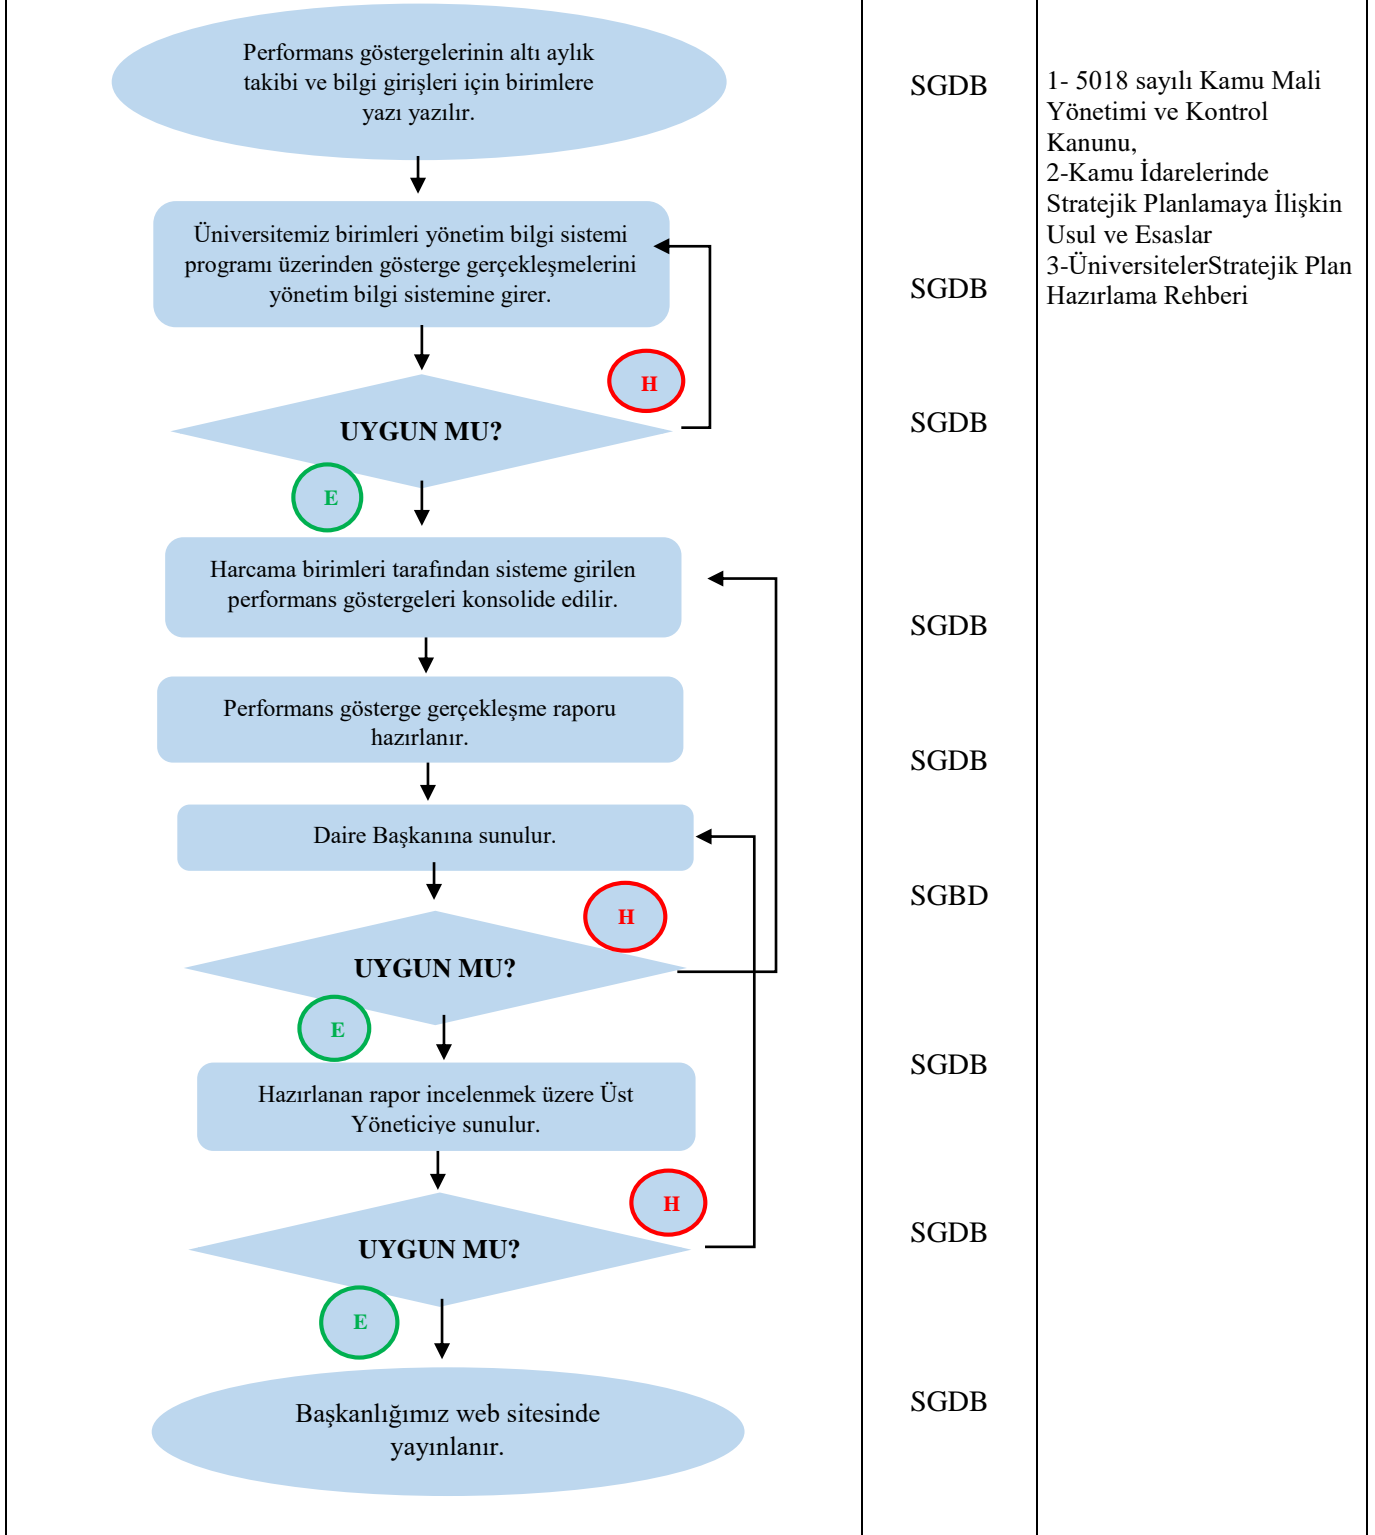 Performans göstergelerinin altı aylık
takibi ve bilgi girişleri için birimlere
yazı yazılır.
SGDB
1- 5018 sayılı Kamu Mali
Yönetimi ve Kontrol
Kanunu,
2-Kamu İdarelerinde
Stratejik Planlamaya İlişkin
Usul ve Esaslar
3-ÜniversitelerStratejik Plan
Hazırlama Rehberi
Üniversitemiz birimleri yönetim bilgi sistemi
programı üzerinden gösterge gerçekleşmelerini
yönetim bilgi sistemine girer.
SGDB
H
UYGUN MU?
SGDB
E
Harcama birimleri tarafından sisteme girilen
performans göstergeleri konsolide edilir.
SGDB
Performans gösterge gerçekleşme raporu
hazırlanır.
SGDB
Daire Başkanına sunulur.
SGBD
H
UYGUN MU?
E
SGDB
Hazırlanan rapor incelenmek üzere Üst
Yöneticiye sunulur.
H
UYGUN MU?
SGDB
E
Başkanlığımız web sitesinde
yayınlanır.
SGDB